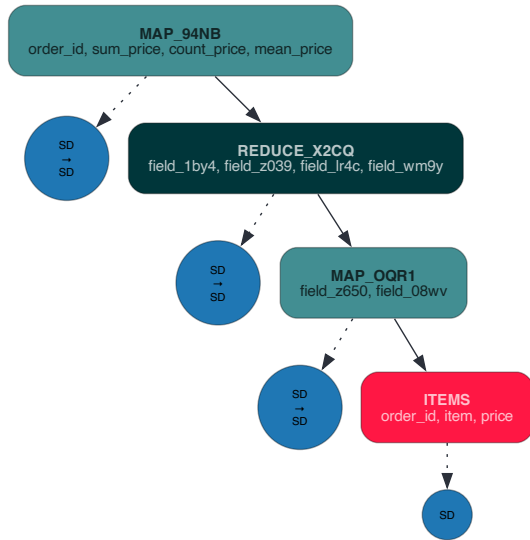 MAP_94NB
order_id, sum_price, count_price, mean_price
SD
→
SD
REDUCE_X2CQ
field_1by4, field_z039, field_lr4c, field_wm9y
SD
→
SD
MAP_OQR1
field_z650, field_08wv
SD
→
SD
ITEMS
order_id, item, price
SD